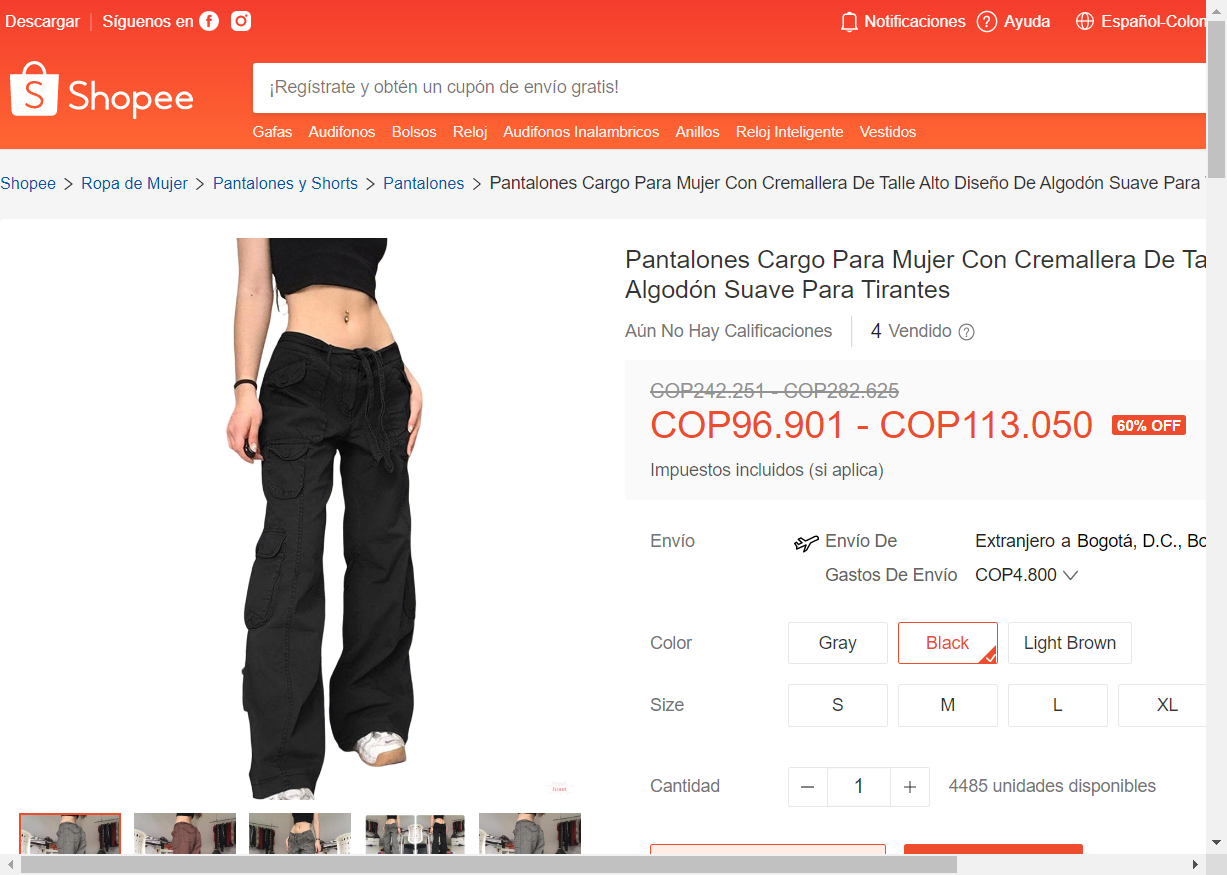 Descargar
Síguenos en
Notificaciones
Ayuda
Español-Colom
Shopee
¡Regístrate y obtén un cupón de envío gratis!
Gafas Audifonos Bolsos Reloj Audifonos Inalambricos Anillos Reloj Inteligente Vestidos
Shopee > Ropa de Mujer > Pantalones y Shorts > Pantalones > Pantalones Cargo Para Mujer Con Cremallera De Talle Alto Diseño De Algodón Suave Para
Pantalones Cargo Para Mujer Con Cremallera De Ta
Algodón Suave Para Tirantes
Aún No Hay Calificaciones
4 Vendido
COP242.251 - COP282.625
COP96.901 - COP113.050
60% OFF
Impuestos incluidos (si aplica)
Envío
Envío De
Extranjero a Bogotá, D.C., Bo
Gastos De Envío
COP4.800
Color
Gray
Black
Light Brown
Size
S
M
L
XL
Cantidad
1
4485 unidades disponibles